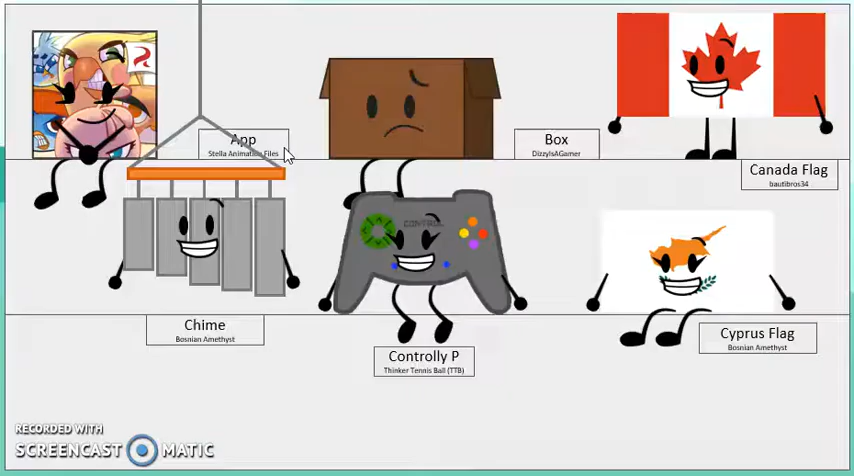 App
Stella Animation Files
Box
DizzyIsAGamer
Canada Flag
bautibros34
CONTROL
Chime
Bosnian Amethyst
Controlly P
Thinker Tennis Ball (TTB)
Cyprus Flag
Bosnian Amethyst
RECORDED WITH
SCREENCAST MATIC